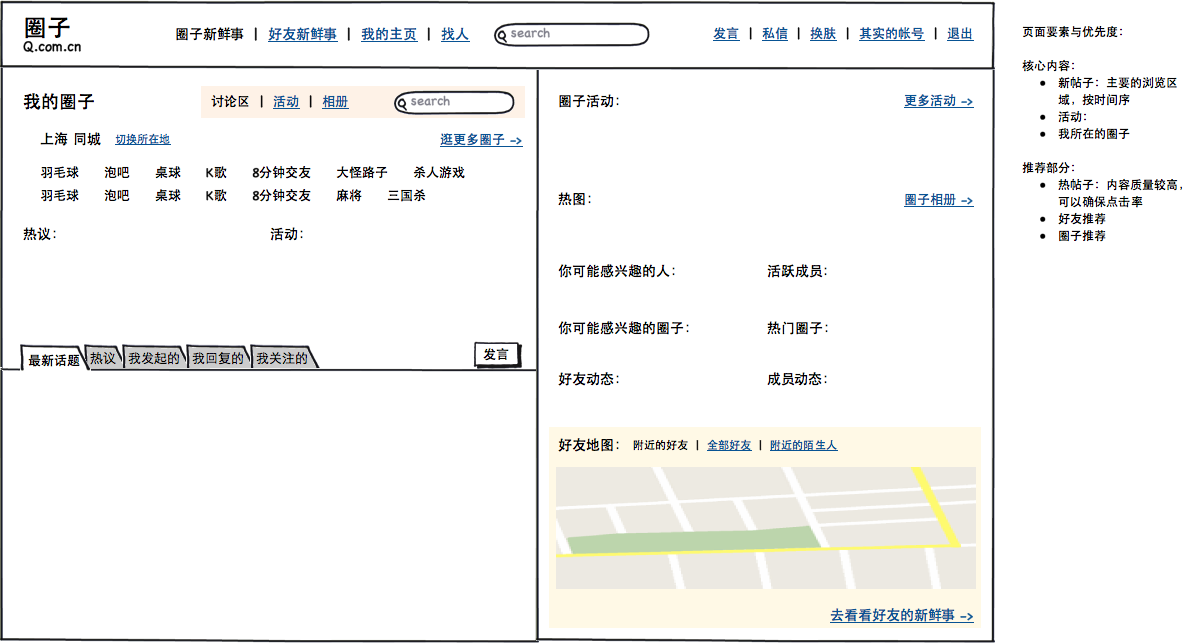 圈子
Q.com.cn
圈子新鲜事 | 好友新鲜事 | 我的主页 | 找人
search
发言 | 私信 | 换肤 | 其实的帐号 | 退出
我的圈子
讨论区 | 活动 | 相册
search
上海 同城 切换所在地
逛更多圈子 ->
羽毛球 泡吧 桌球 K歌 8分钟交友 大怪路子 杀人游戏
羽毛球 泡吧 桌球 K歌 8分钟交友 麻将 三国杀
热议: 活动:
最新话题 热议 我发起的 我回复的 我关注的
发言
圈子活动: 更多活动 ->
热图: 圈子相册 ->
你可能感兴趣的人: 活跃成员:
你可能感兴趣的圈子: 热门圈子:
好友动态: 成员动态:
好友地图: 附近的好友 | 全部好友 | 附近的陌生人
去看看好友的新鲜事 ->
页面要素与优先度:
核心内容:
● 新帖子: 主要的浏览区
域, 按时间序
● 活动:
● 我所在的圈子
推荐部分:
● 热帖子: 内容质量较高,
可以确保点击率
● 好友推荐
● 圈子推荐